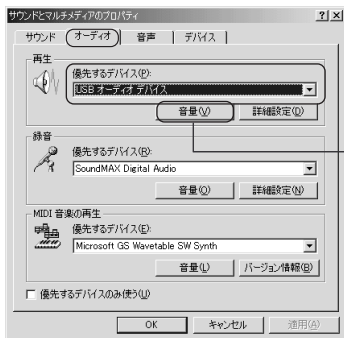 サウンドとマルチメディアのプロパティ
サウンド オーディオ 音声 デバイス
再生
優先するデバイス(P):
USB オーディオ デバイス
音量(V) 詳細設定(D)
録音
優先するデバイス(R):
SoundMAX Digital Audio
音量(O) 詳細設定(N)
MIDI 音楽の再生
優先するデバイス(E):
Microsoft GS Wavetable SW Synth
音量(L) バージョン情報(B)
優先するデバイスのみ使う(U)
OK キャンセル 適用(A)